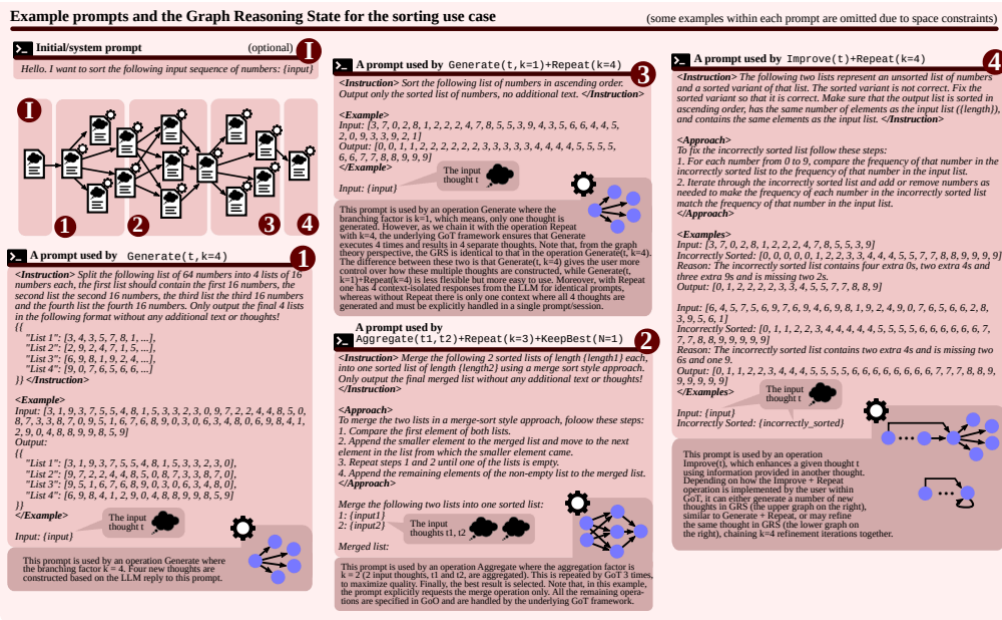 Example prompts and the Graph Reasoning State for the sorting use case
(some examples within each prompt are omitted due to space constraints)
Initial/system prompt (optional) I
Hello. I want to sort the following input sequence of numbers: {input}
I
1 2 3 4
A prompt used by Generate(t,k=4) 1
<Instruction> Split the following list of 64 numbers into 4 lists of 16
numbers each, the first list should contain the first 16 numbers,
the second list the second 16 numbers, the third list the third 16 numbers
and the fourth list the fourth 16 numbers. Only output the final 4 lists
in the following format without any additional text or thoughts!
{{
"List 1": [3, 4, 3, 5, 7, 8, 1, ...],
"List 2": [2, 9, 2, 4, 7, 1, 5, ...],
"List 3": [6, 9, 8, 1, 9, 2, 4, ...],
"List 4": [9, 0, 7, 6, 5, 6, 6, ...]
}} </Instruction>
<Example>
Input: [3, 1, 9, 3, 7, 5, 5, 4, 8, 1, 5, 3, 3, 2, 3, 0, 9, 7, 2, 2, 4, 4, 8, 5, 0,
8, 7, 3, 3, 8, 7, 0, 9, 5, 1, 6, 7, 6, 8, 9, 0, 3, 0, 6, 3, 4, 8, 0, 6, 9, 8, 4, 1,
2, 9, 0, 4, 8, 8, 9, 9, 8, 5, 9]
Output:
{{
"List 1": [3, 1, 9, 3, 7, 5, 5, 4, 8, 1, 5, 3, 3, 2, 3, 0],
"List 2": [9, 7, 2, 2, 4, 4, 8, 5, 0, 8, 7, 3, 3, 8, 7, 0],
"List 3": [9, 5, 1, 6, 7, 6, 8, 9, 0, 3, 0, 6, 3, 4, 8, 0],
"List 4": [6, 9, 8, 4, 1, 2, 9, 0, 4, 8, 8, 9, 9, 8, 5, 9]
}}
</Example>
Input: {input}
The input
thought t
This prompt is used by an operation Generate where
the branching factor is k = 4. Four new thoughts are
constructed based on the LLM reply to this prompt.
A prompt used by Generate(t,k=1)+Repeat(k=4) 3
<Instruction> Sort the following list of numbers in ascending order.
Output only the sorted list of numbers, no additional text. </Instruction>
<Example>
Input: [3, 7, 0, 2, 8, 1, 2, 2, 2, 4, 7, 8, 5, 5, 3, 9, 4, 3, 5, 6, 6, 4, 4, 5,
2, 0, 9, 3, 3, 9, 2, 1]
Output: [0, 0, 1, 1, 2, 2, 2, 2, 2, 2, 3, 3, 3, 3, 3, 4, 4, 4, 4, 5, 5, 5, 5,
6, 6, 7, 7, 8, 8, 9, 9, 9]
</Example>
Input: {input}
The input
thought t
This prompt is used by an operation Generate where the
branching factor is k=1, which means, only one thought is
generated. However, as we chain it with the operation Repeat
with k=4, the underlying GoT framework ensures that Generate
executes 4 times and results in 4 separate thoughts. Note that, from the graph
theory perspective, the GRS is identical to that in the operation Generate(t, k=4).
The difference between these two is that Generate(t, k=4) gives the user more
control over how these multiple thoughts are constructed, while Generate(t,
k=1)+Repeat(k=4) is less flexible but more easy to use. Moreover, with Repeat
one has 4 context-isolated responses from the LLM for identical prompts,
whereas without Repeat there is only one context where all 4 thoughts are
generated and must be explicitly handled in a single prompt/session.
A prompt used by
Aggregate(t1,t2)+Repeat(k=3)+KeepBest(N=1) 2
<Instruction> Merge the following 2 sorted lists of length {length1} each,
into one sorted list of length {length2} using a merge sort style approach.
Only output the final merged list without any additional text or thoughts!
</Instruction>
<Approach>
To merge the two lists in a merge-sort style approach, foloow these steps:
1. Compare the first element of both lists.
2. Append the smaller element to the merged list and move to the next
element in the list from which the smaller element came.
3. Repeat steps 1 and 2 until one of the lists is empty.
4. Append the remaining elements of the non-empty list to the merged list.
</Approach>
Merge the following two lists into one sorted list:
1: {input1}
2: {input2}
The input
thoughts t1, t2
Merged list:
This prompt is used by an operation Aggregate where the aggregation factor is
k = 2 (2 input thoughts, t1 and t2, are aggregated). This is repeated by GoT 3 times,
to maximize quality. Finally, the best result is selected. Note that, in this example,
the prompt explicitly requests the merge operation only. All the remaining opera-
tions are specified in GoO and are handled by the underlying GoT framework.
A prompt used by Improve(t)+Repeat(k=4) 4
<Instruction> The following two lists represent an unsorted list of numbers
and a sorted variant of that list. The sorted variant is not correct. Fix the
sorted variant so that it is correct. Make sure that the output list is sorted in
ascending order, has the same number of elements as the input list ({length}),
and contains the same elements as the input list. </Instruction>
<Approach>
To fix the incorrectly sorted list follow these steps:
1. For each number from 0 to 9, compare the frequency of that number in the
incorrectly sorted list to the frequency of that number in the input list.
2. Iterate through the incorrectly sorted list and add or remove numbers as
needed to make the frequency of each number in the incorrectly sorted list
match the frequency of that number in the input list.
</Approach>
<Examples>
Input: [3, 7, 0, 2, 8, 1, 2, 2, 2, 4, 7, 8, 5, 5, 3, 9]
Incorrectly Sorted: [0, 0, 0, 0, 0, 1, 2, 2, 3, 3, 4, 4, 4, 5, 5, 7, 7, 8, 8, 9, 9, 9, 9]
Reason: The incorrectly sorted list contains four extra 0s, two extra 4s and
three extra 9s and is missing two 2s.
Output: [0, 1, 2, 2, 2, 2, 3, 3, 4, 5, 5, 7, 7, 8, 8, 9]
Input: [6, 4, 5, 7, 5, 6, 9, 7, 6, 9, 4, 6, 9, 8, 1, 9, 2, 4, 9, 0, 7, 6, 5, 6, 6, 2, 8,
3, 9, 5, 6, 1]
Incorrectly Sorted: [0, 1, 1, 2, 2, 3, 4, 4, 4, 4, 4, 5, 5, 5, 5, 6, 6, 6, 6, 6, 6, 7,
7, 7, 8, 8, 9, 9, 9, 9, 9]
Reason: The incorrectly sorted list contains two extra 4s and is missing two
6s and one 9.
Output: [0, 1, 1, 2, 2, 3, 4, 4, 4, 5, 5, 5, 5, 6, 6, 6, 6, 6, 6, 6, 6, 7, 7, 7, 8, 8, 9,
9, 9, 9, 9, 9]
</Examples>
The input
thought t
Input: {input}
Incorrectly Sorted: {incorrectly_sorted}
This prompt is used by an operation
Improve(t), which enhances a given thought t
using information provided in another thought.
Depending on how the Improve + Repeat
operation is implemented by the user within
GoT, it can either generate a number of new
thoughts in GRS (the upper graph on the right),
similar to Generate + Repeat, or may refine
the same thought in GRS (the lower graph on
the right), chaining k=4 refinement iterations together.